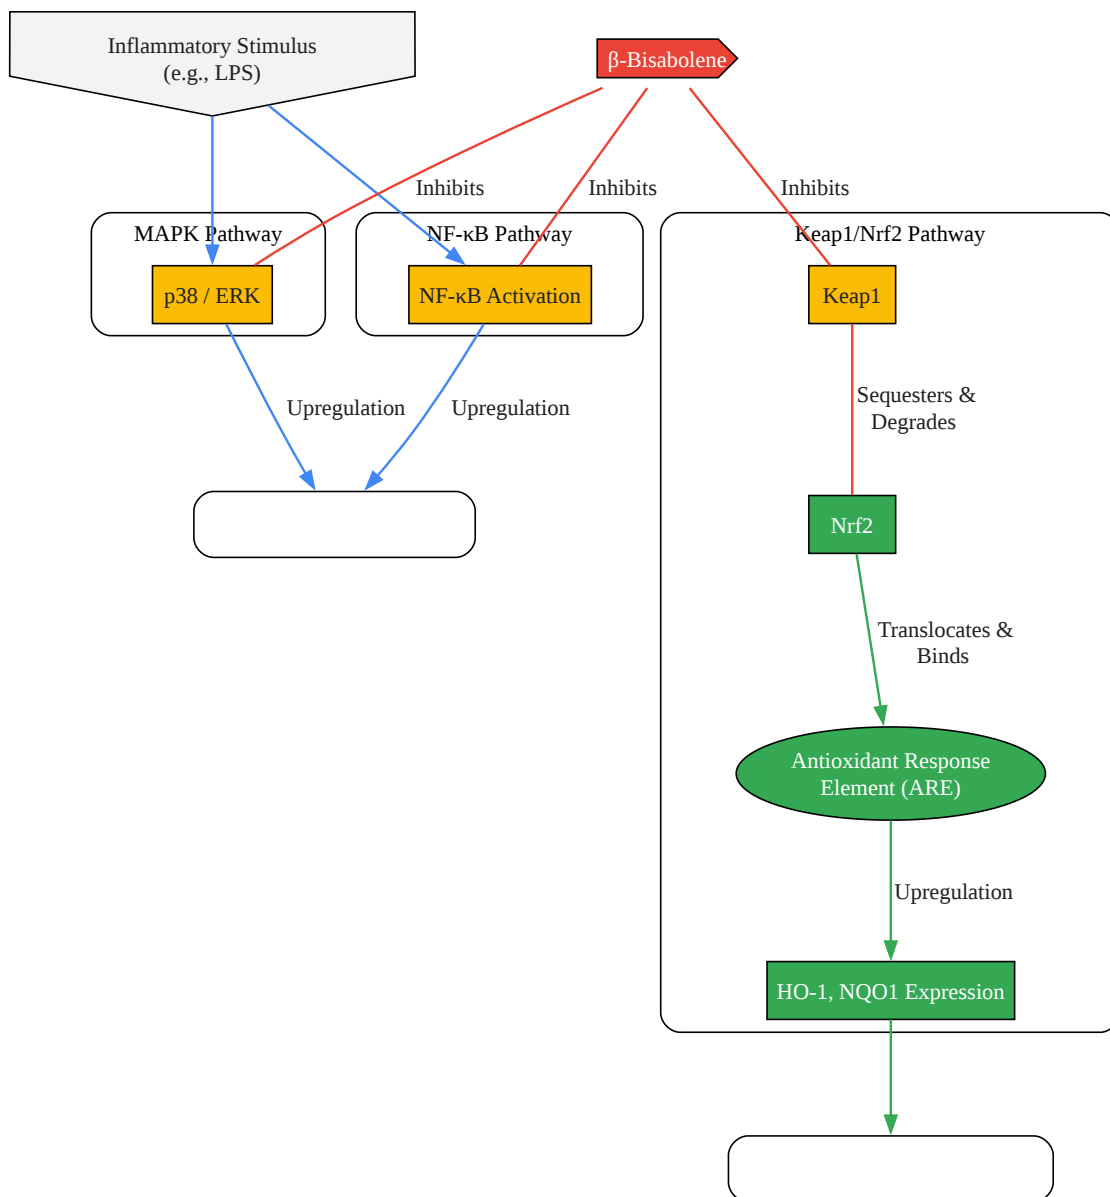 Inflammatory Stimulus
(e.g., LPS)
β-Bisabolene
Inhibits
Inhibits
Inhibits
MAPK Pathway
NF-κB Pathway
Keap1/Nrf2 Pathway
p38 / ERK
NF-κB Activation
Keap1
Upregulation
Upregulation
Sequesters &
Degrades
Nrf2
Translocates &
Binds
Antioxidant Response
Element (ARE)
Upregulation
HO-1, NQO1 Expression